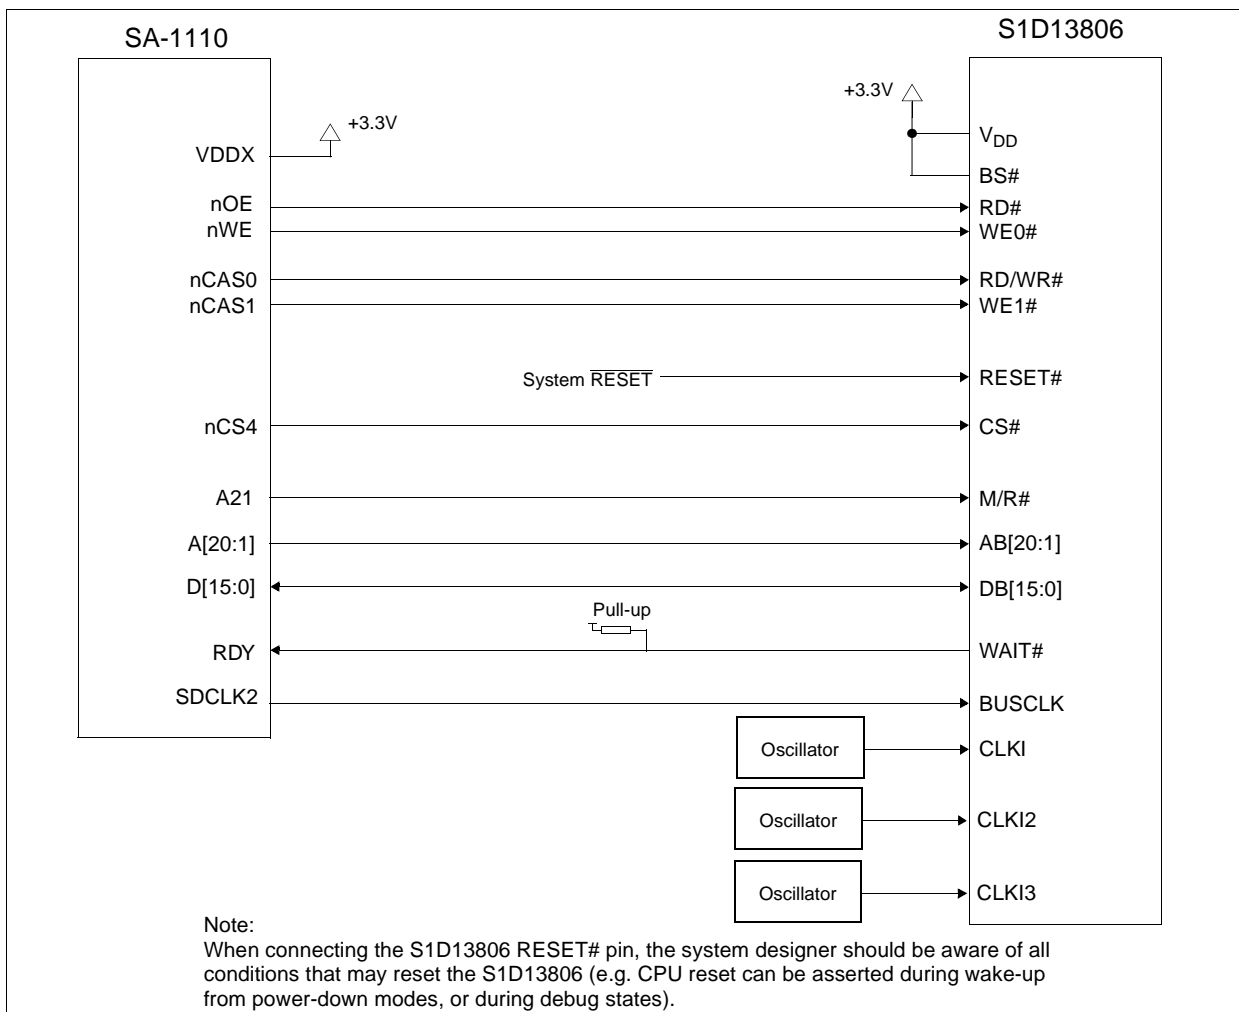 SA-1110
S1D13806
+3.3V
+3.3V
VDDX
VDD
BS#
nOE
RD#
nWE
WE0#
nCAS0
RD/WR#
nCAS1
WE1#
System RESET
RESET#
nCS4
CS#
A21
M/R#
A[20:1]
AB[20:1]
D[15:0]
DB[15:0]
Pull-up
RDY
WAIT#
SDCLK2
BUSCLK
Oscillator
CLKI
Oscillator
CLKI2
Oscillator
CLKI3
Note:
When connecting the S1D13806 RESET# pin, the system designer should be aware of all
conditions that may reset the S1D13806 (e.g. CPU reset can be asserted during wake-up
from power-down modes, or during debug states).